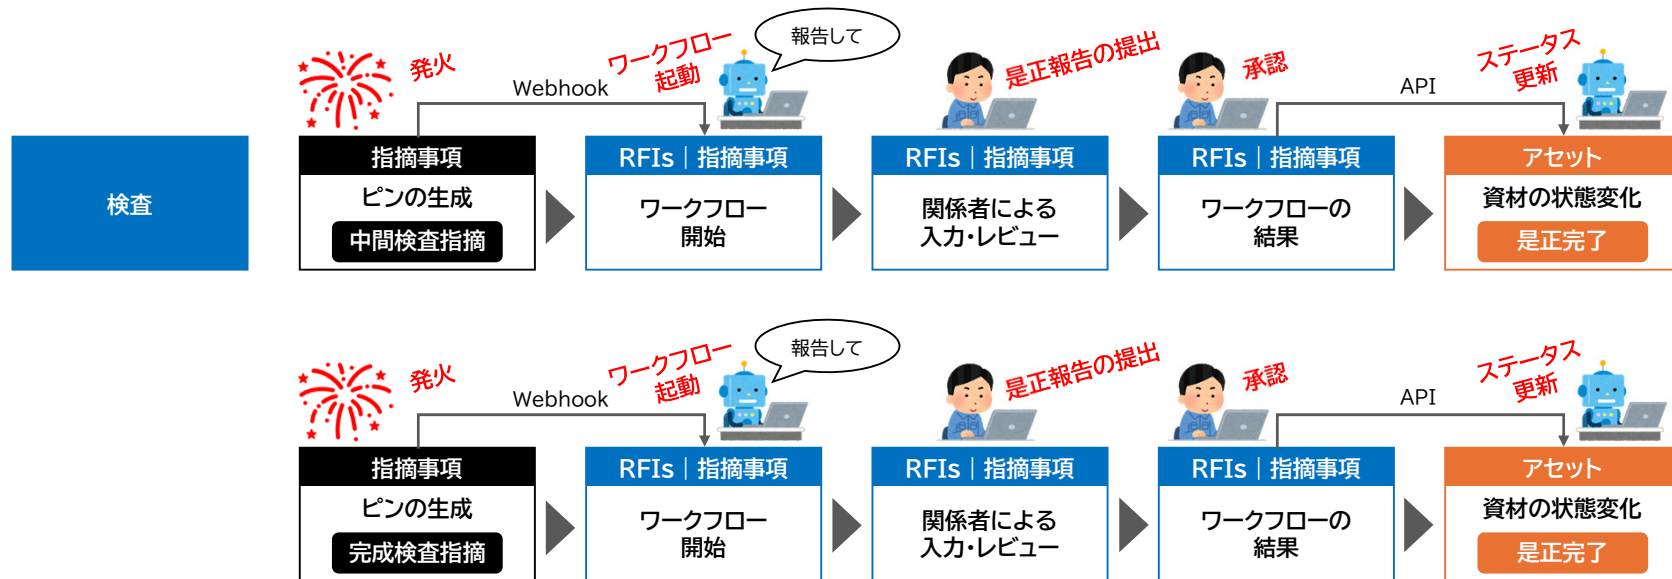 報告して
発火
Webhook
ワークフロー
起動
是正報告の提出
承認
API
ステータス
更新
検査
指摘事項
ピンの生成
中間検査指摘
RFIs｜指摘事項
ワークフロー
開始
RFIs｜指摘事項
関係者による
入力・レビュー
RFIs｜指摘事項
ワークフローの
結果
アセット
資材の状態変化
是正完了
報告して
発火
Webhook
ワークフロー
起動
是正報告の提出
承認
API
ステータス
更新
指摘事項
ピンの生成
完成検査指摘
RFIs｜指摘事項
ワークフロー
開始
RFIs｜指摘事項
関係者による
入力・レビュー
RFIs｜指摘事項
ワークフローの
結果
アセット
資材の状態変化
是正完了